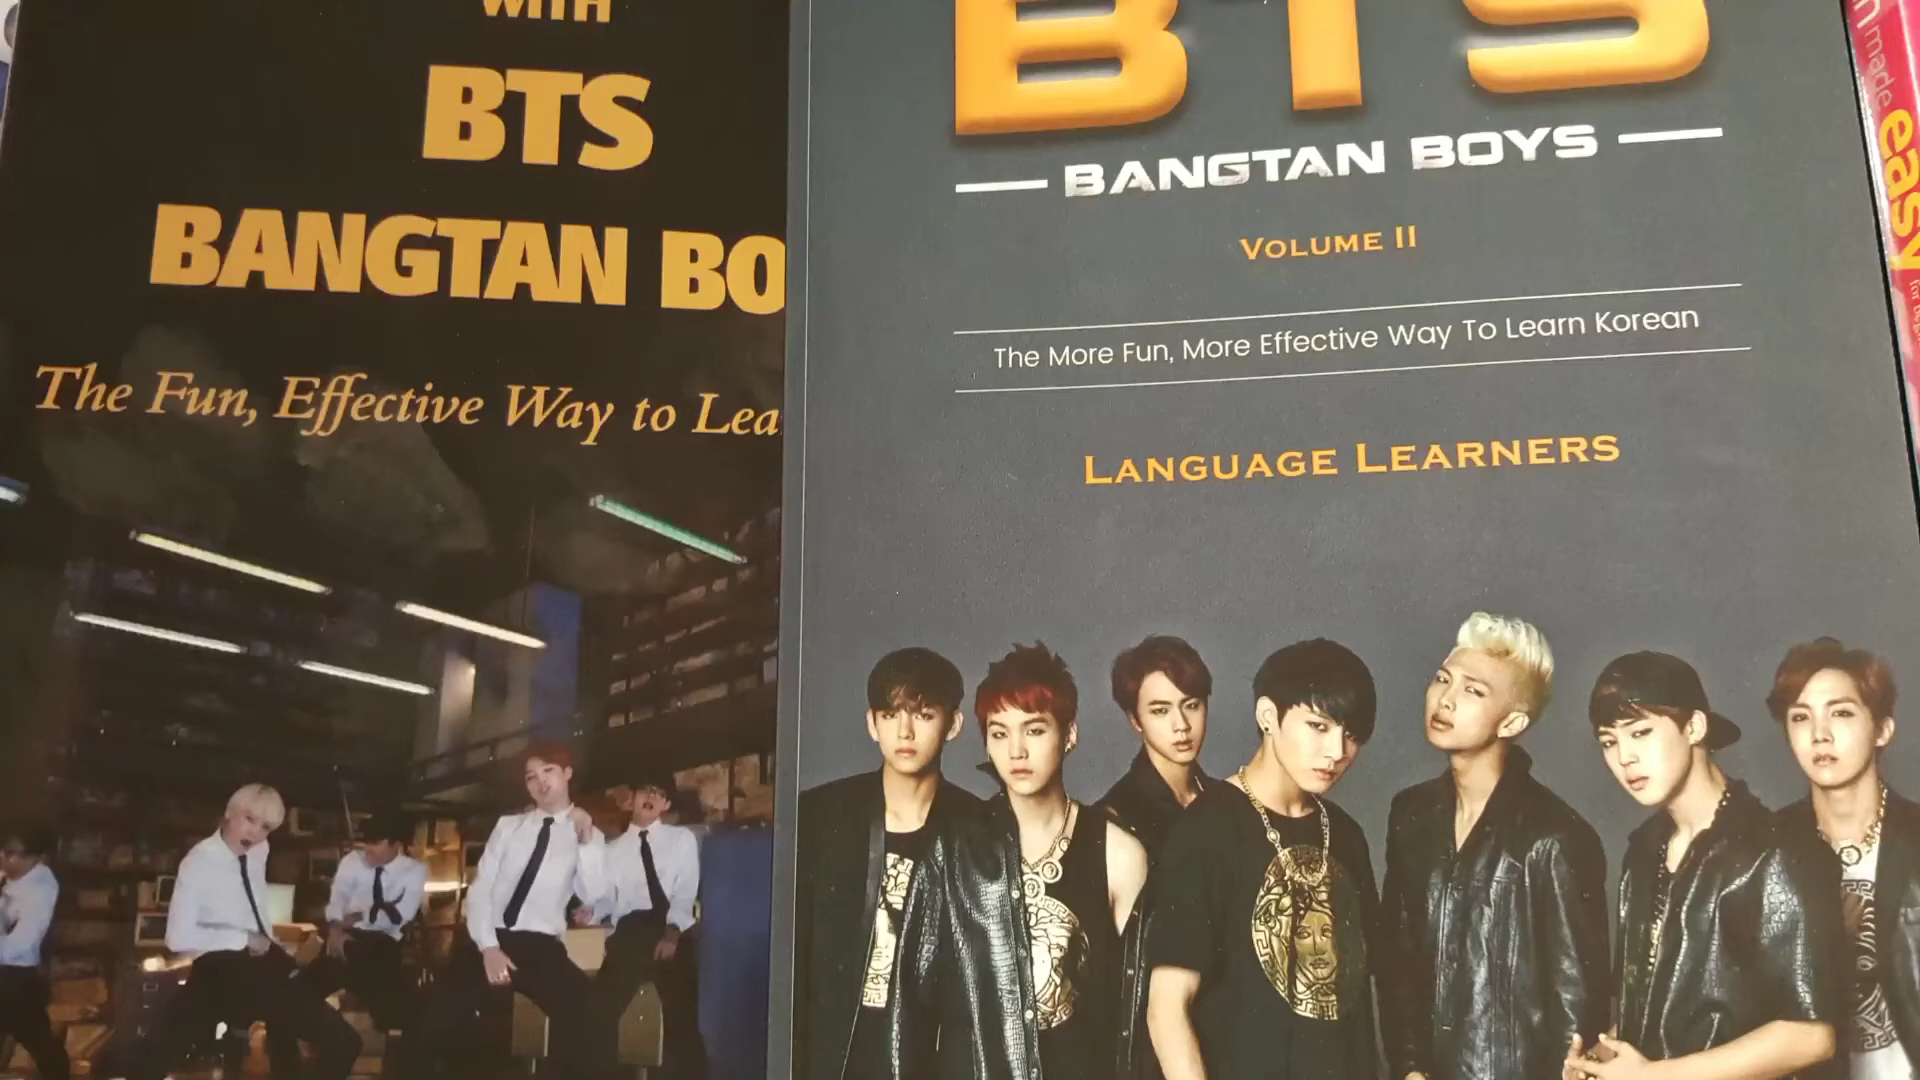 WITH
BTS
BANGTAN BO
The Fun, Effective Way to Lea
BTS
BANGTAN BOYS
VOLUME II
The More Fun, More Effective Way To Learn Korean
LANGUAGE LEARNERS
made
easy